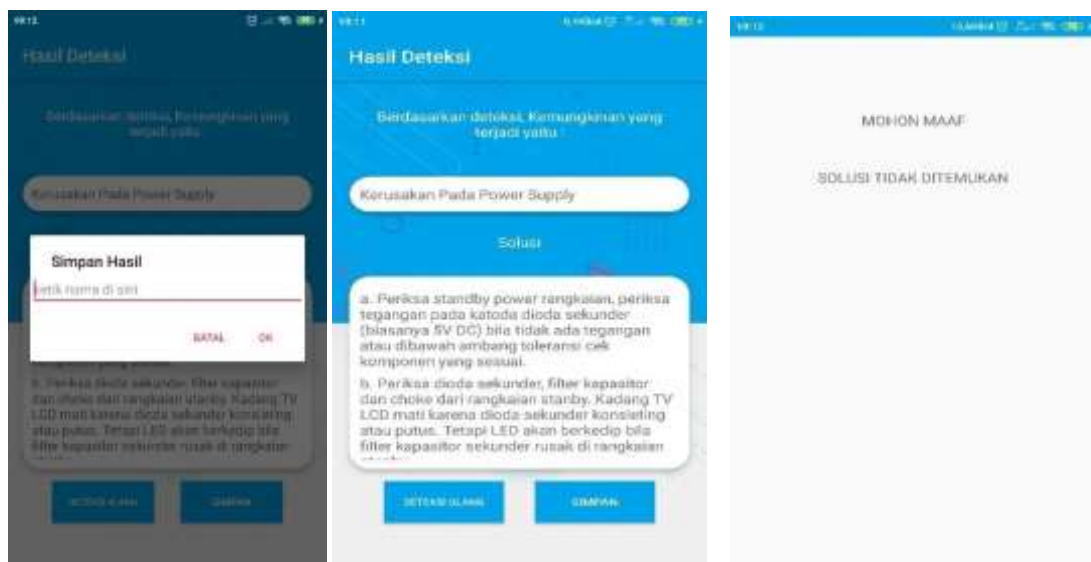 Hasil Deteksi
Berdasarkan deteksi, Kemungkinan yang
terjadi yaitu :
Kerusakan Pada Power Supply
Simpan Hasil
ketik nama di sini
BATAL OK
b. Periksa dioda sekunder, filter kapasitor
dan choke dari rangkaian stanby. Kadang TV
LCD mati karena dioda sekunder konsleting
atau putus. Tetapi LED akan berkedip bila
filter kapasitor sekunder rusak di rangkaian
DETEKSI ULANG SIMPAN
Hasil Deteksi
Berdasarkan deteksi, Kemungkinan yang
terjadi yaitu :
Kerusakan Pada Power Supply
Solusi
a. Periksa standby power rangkaian, periksa
tegangan pada katoda dioda sekunder
(biasanya 5V DC) bila tidak ada tegangan
atau dibawah ambang toleransi cek
komponen yang sesuai.
b. Periksa dioda sekunder, filter kapasitor
dan choke dari rangkaian stanby. Kadang TV
LCD mati karena dioda sekunder konsleting
atau putus. Tetapi LED akan berkedip bila
filter kapasitor sekunder rusak di rangkaian
DETEKSI ULANG SIMPAN
MOHON MAAF
SOLUSI TIDAK DITEMUKAN